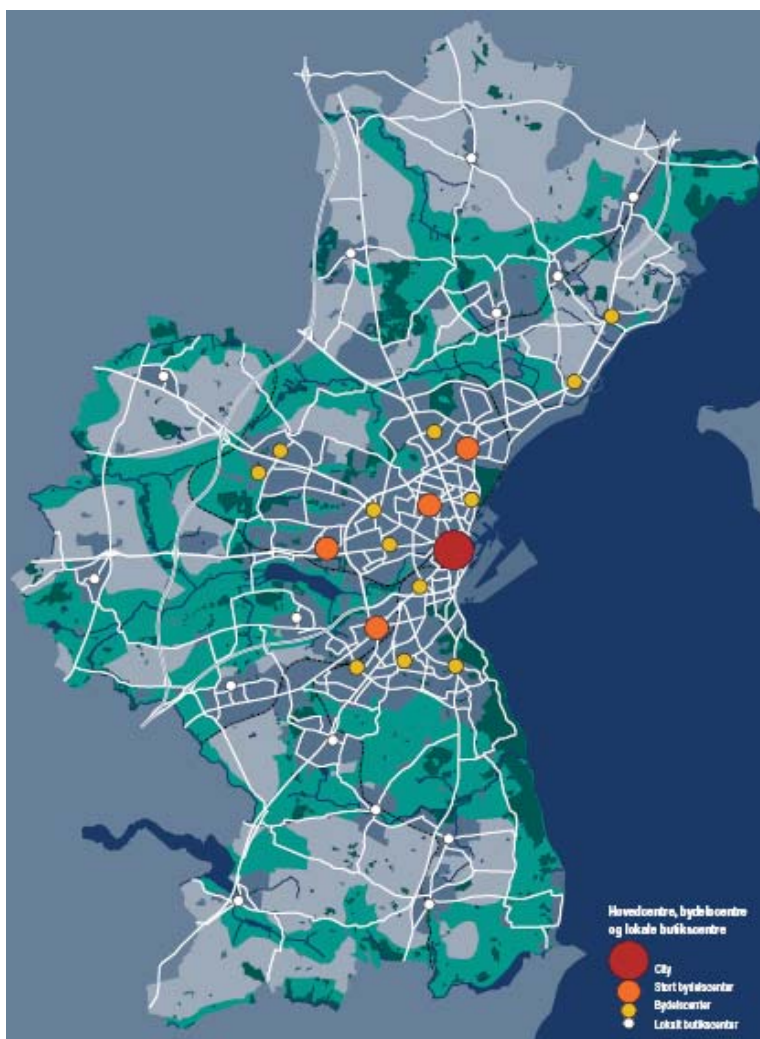 Hovedcentre, bydelscentre
og lokale butikscentre
City
Stort bydelscenter
Bydelscenter
Lokalt butikscenter